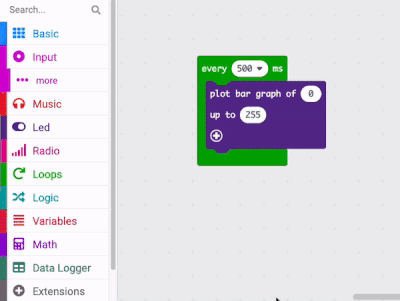 Search...
Basic
Input
more
Music
Led
Radio
Loops
Logic
Variables
Math
Data Logger
Extensions
every 500 ms
plot bar graph of 0
up to 255